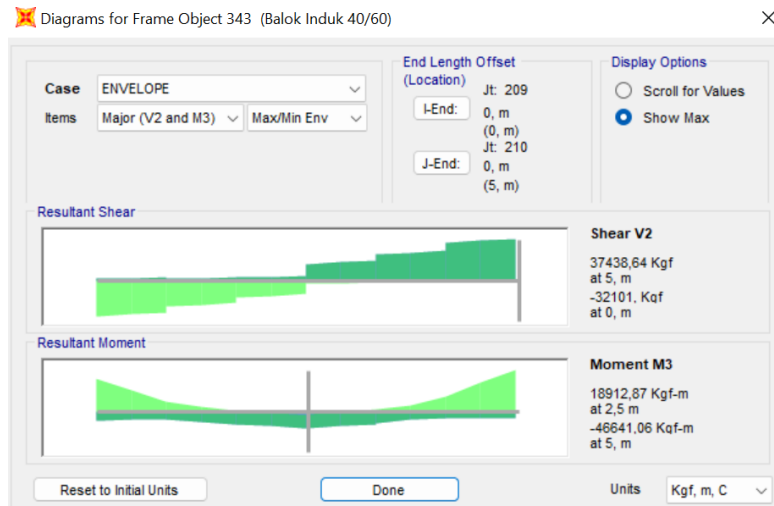 Diagrams for Frame Object 343 (Balok Induk 40/60)
Case ENVELOPE
Items Major (V2 and M3) Max/Min Env
End Length Offset
(Location)
Jt: 209
I-End: 0, m
(0, m)
Jt: 210
J-End: 0, m
(5, m)
Display Options
Scroll for Values
Show Max
Resultant Shear
Shear V2
37438,64 Kgf
at 5, m
-32101, Kgf
at 0, m
Resultant Moment
Moment M3
18912,87 Kgf-m
at 2,5 m
-46641,06 Kgf-m
at 5, m
Reset to Initial Units
Done
Units Kgf, m, C